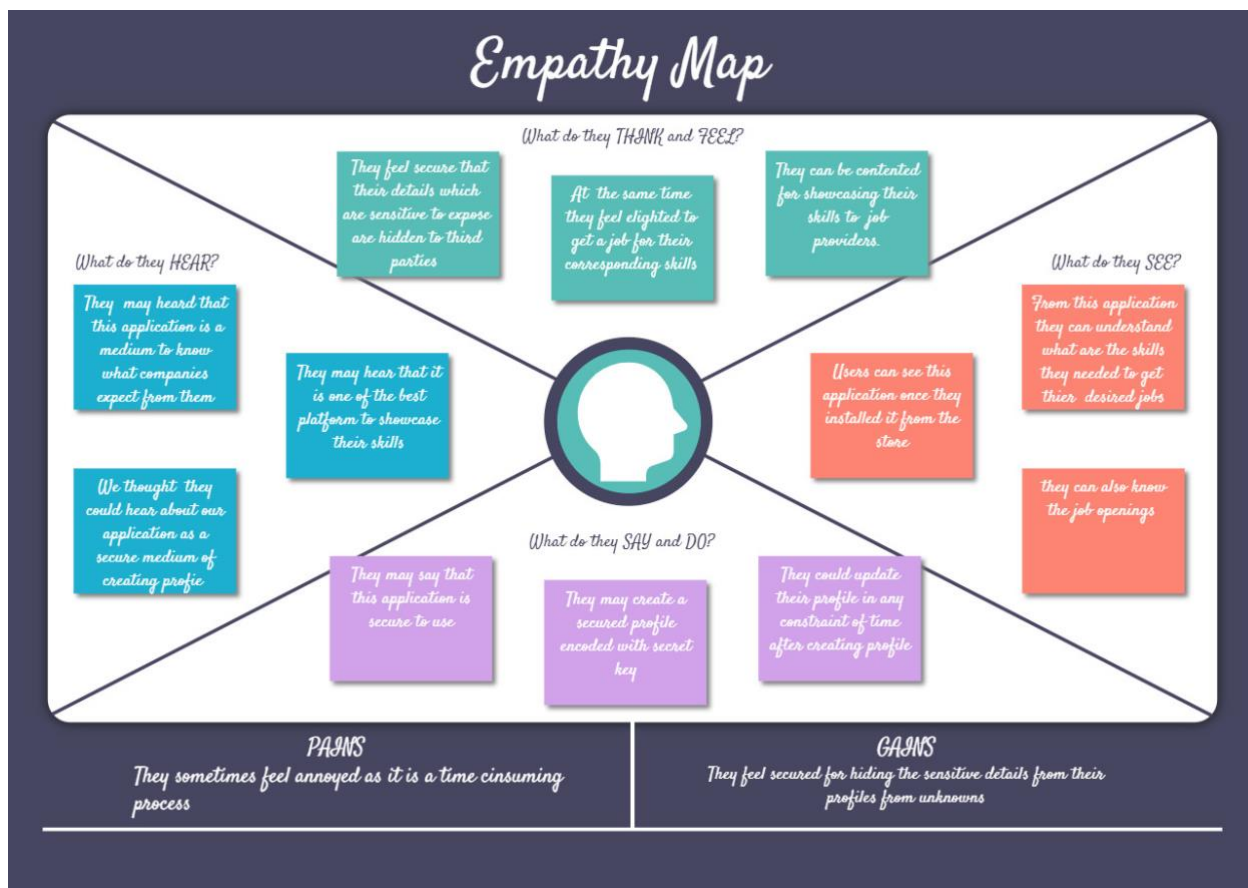 Empathy Map
What do they THINK and FEEL?
They feel secure that
their details which
are sensitive to expose
are hidden to third
parties
At the same time
they feel elighted to
get a job for their
corresponding skills
They can be contented
for showcasing their
skills to job
providers.
What do they HEAR?
They may heard that
this application is a
medium to know
what companies
expect from them
They may hear that it
is one of the best
platform to showcase
their skills
We thought they
could hear about our
application as a
secure medium of
creating profie
What do they SEE?
From this application
they can understand
what are the skills
they needed to get
thier desired jobs
Users can see this
application once they
installed it from the
store
they can also know
the job openings
What do they SAY and DO?
They may say that
this application is
secure to use
They may create a
secured profile
encoded with secret
key
They could update
their profile in any
constraint of time
after creating profile
PAINS
They sometimes feel annoyed as it is a time cinsuming
process
GAINS
They feel secured for hiding the sensitive details from their
profiles from unknowns